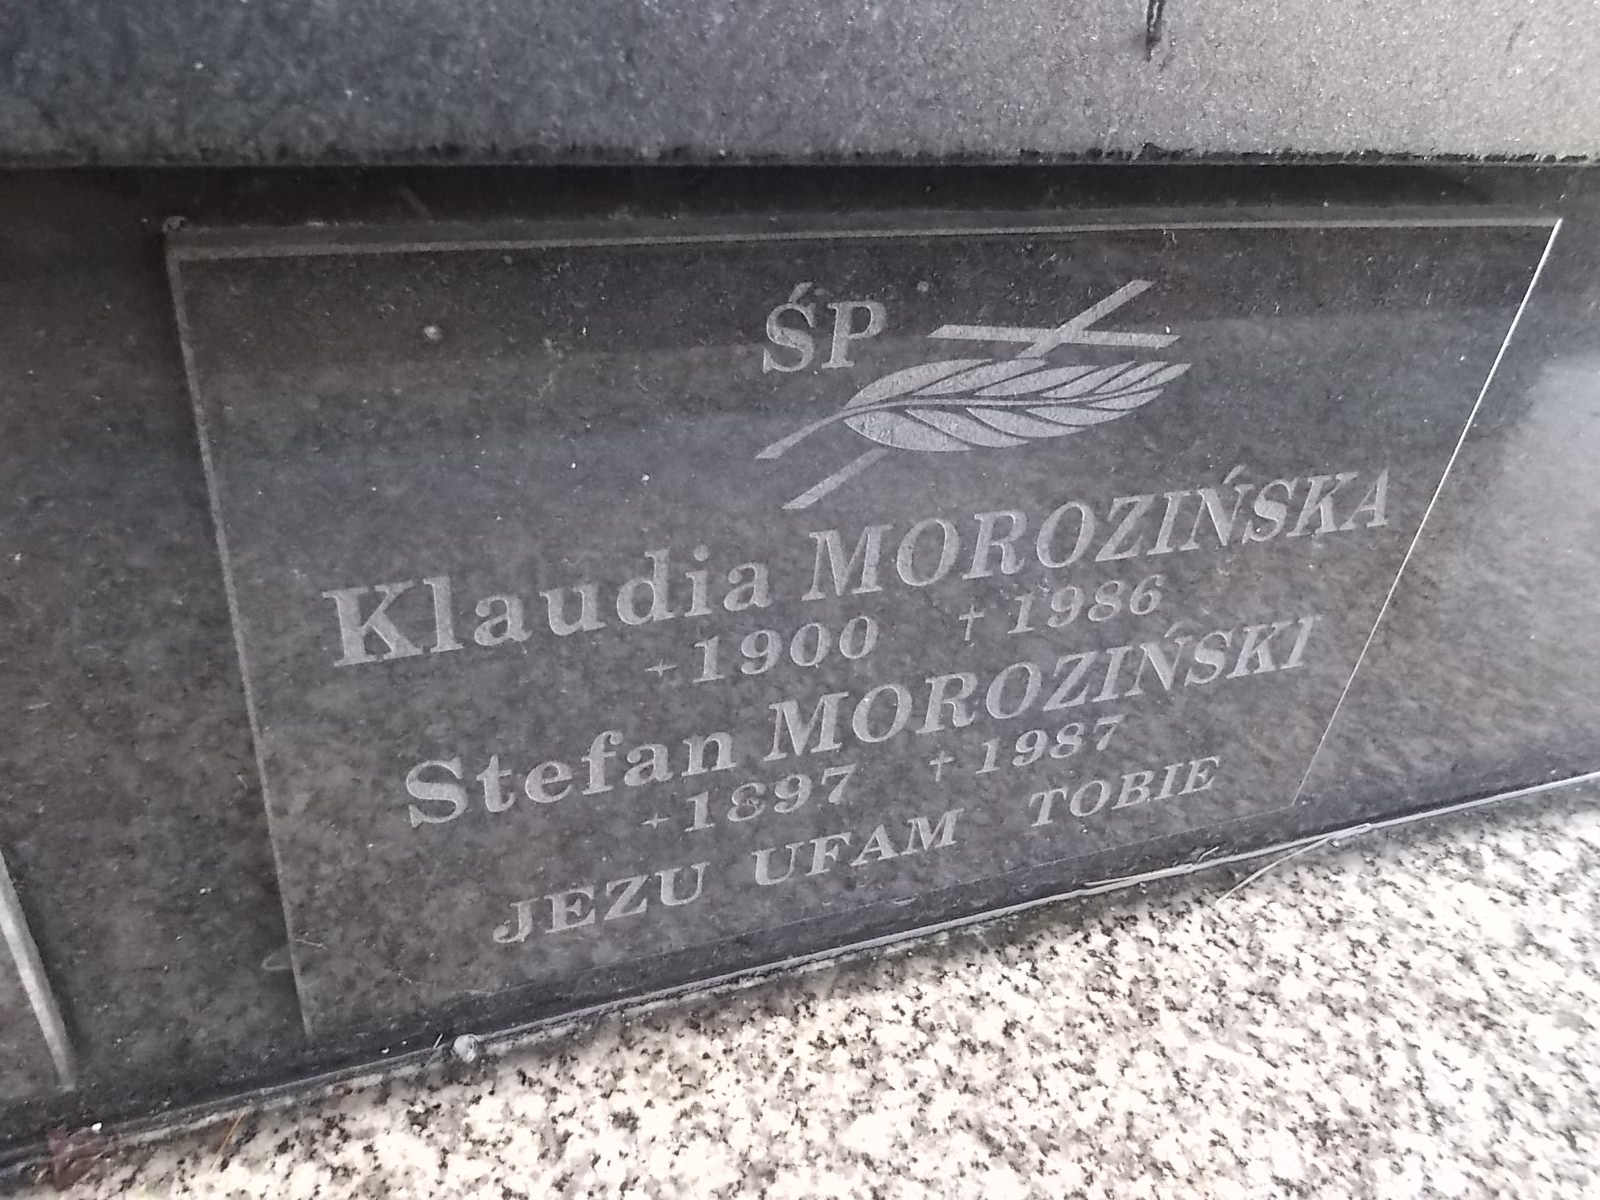 ŚP
Klaudia MOROZIŃSKA
+1900 †1986
Stefan MOROZIŃSKI
+1897 †1987
JEZU UFAM TOBIE